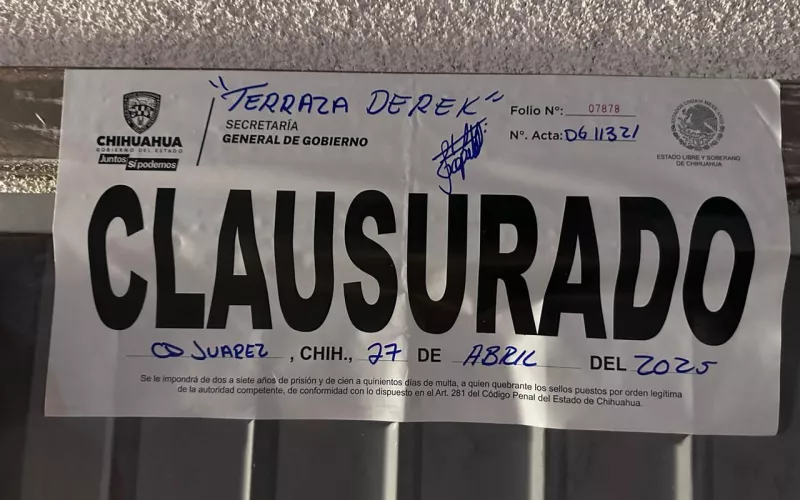 "TERRAZA DEREK"
CHIHUAHUA
GOBIERNO DEL ESTADO
Juntos Sí podemos
SECRETARÍA
GENERAL DE GOBIERNO
Folio Nº: 07878
Nº. Acta: DG 11321
ESTADO LIBRE Y SOBERANO
DE CHIHUAHUA
CLAUSURADO
CD JUAREZ, CHIH., 27 DE ABRIL DEL 2025
Se le impondrá de dos a siete años de prisión y de cien a quinientos días de multa, a quien quebrante los sellos puestos por orden legítima
de la autoridad competente, de conformidad con lo dispuesto en el Art. 281 del Código Penal del Estado de Chihuahua.